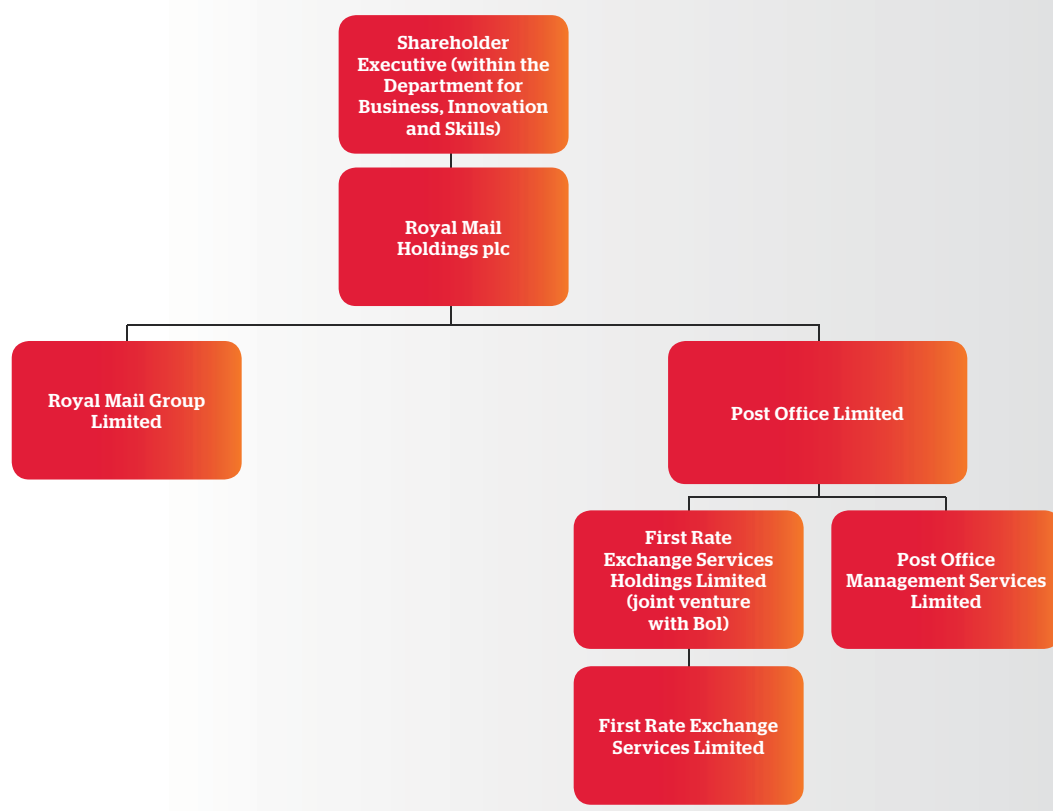 Shareholder
Executive (within the
Department for
Business, Innovation
and Skills)
Royal Mail
Holdings plc
Royal Mail Group
Limited
Post Office Limited
First Rate
Exchange Services
Holdings Limited
(joint venture
with BoI)
Post Office
Management Services
Limited
First Rate Exchange
Services Limited